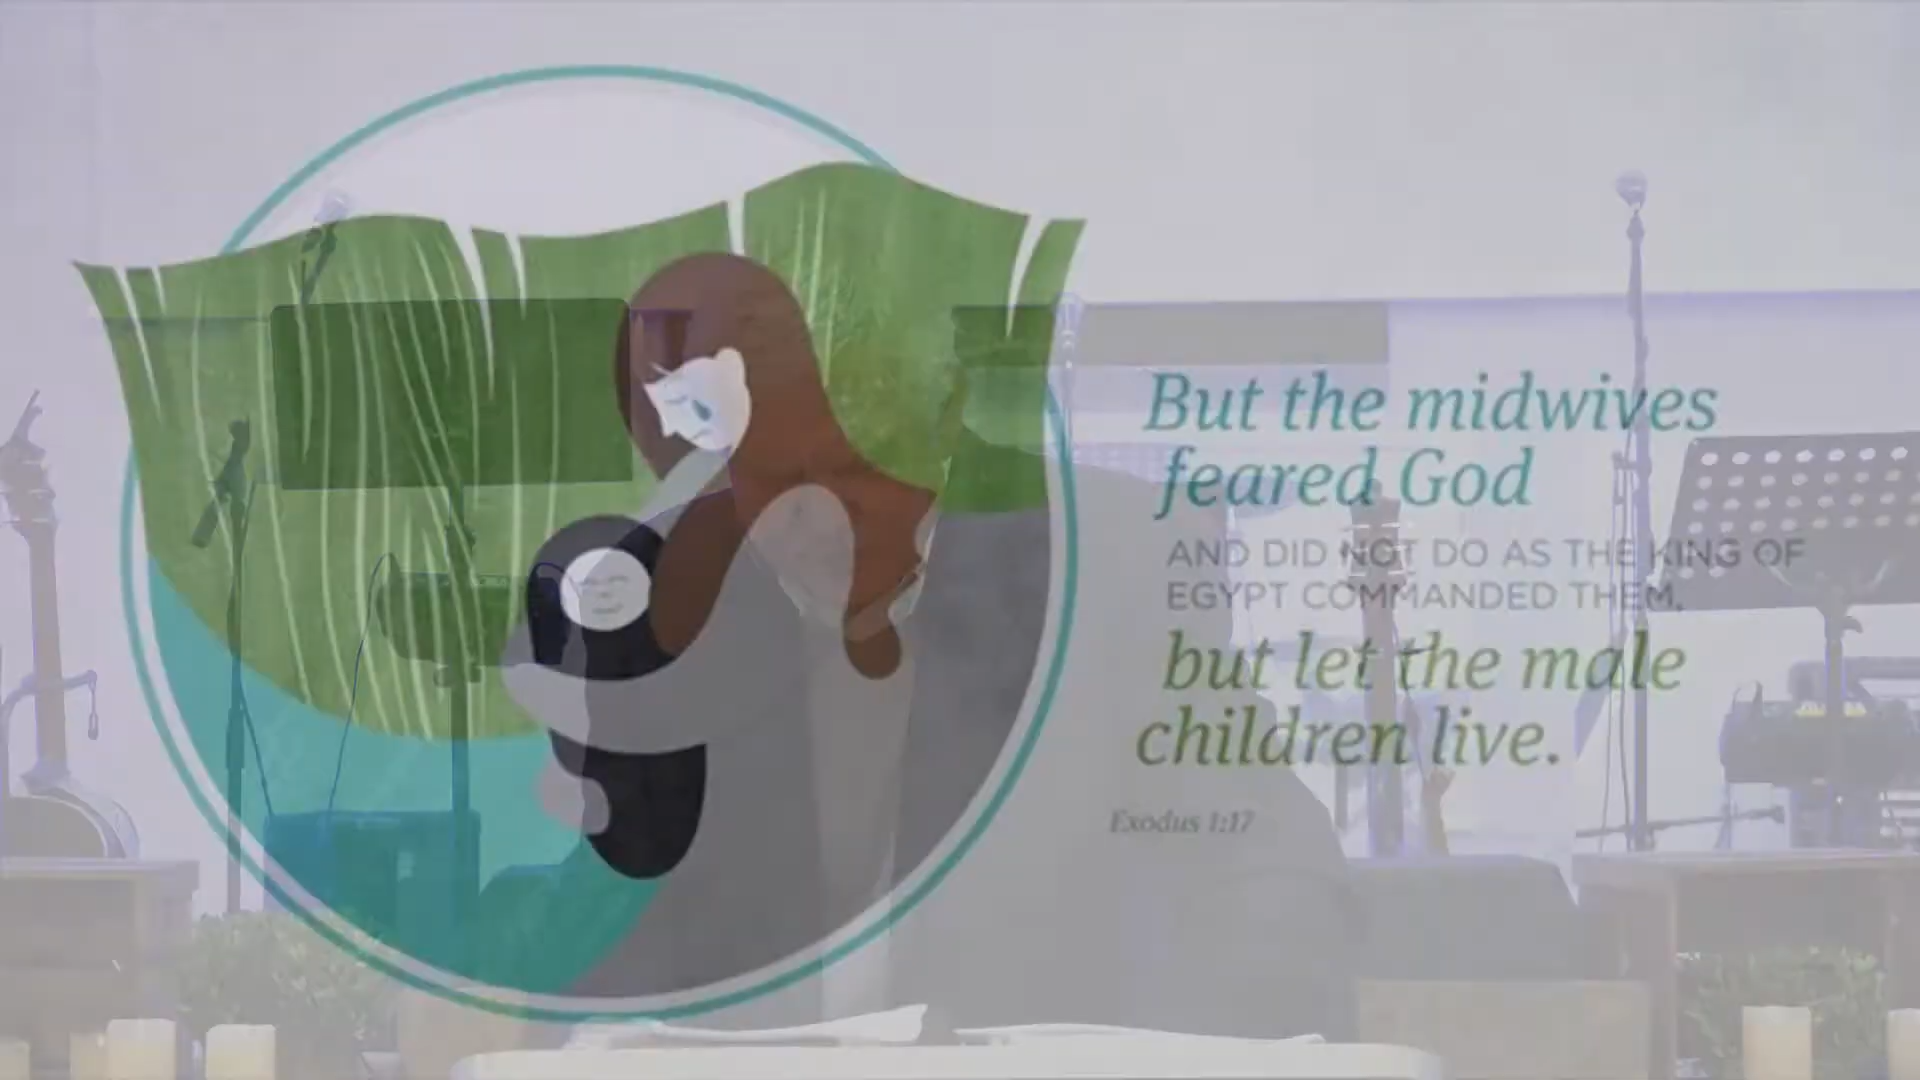 But the midwives
feared God
AND DID NOT DO AS THE KING OF
EGYPT COMMANDED THEM,
but let the male
children live.
Exodus 1:17